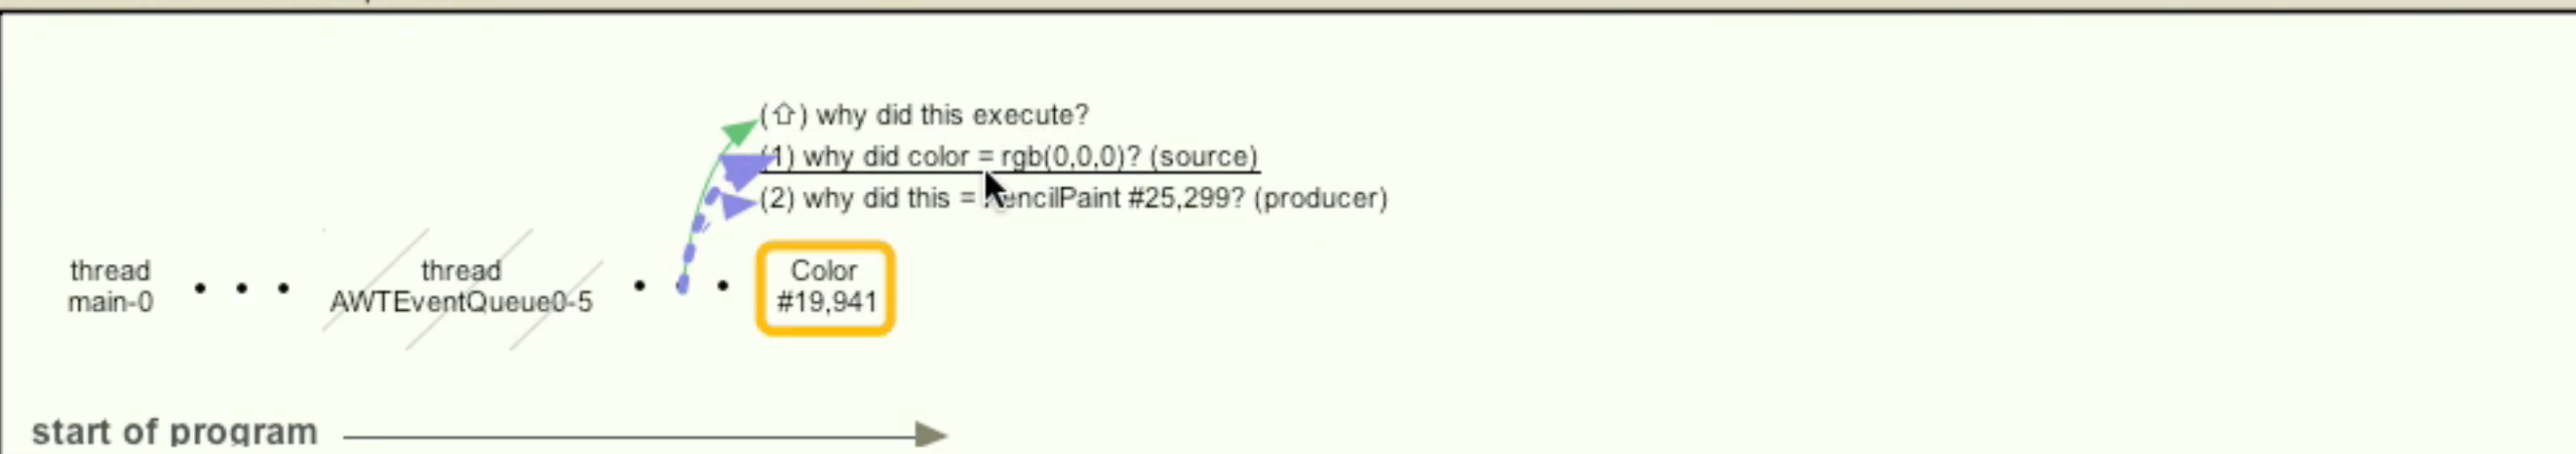 (⇧) why did this execute?
(1) why did color = rgb(0,0,0)? (source)
(2) why did this = PencilPaint #25,299? (producer)
thread
main-0
thread
AWTEventQueue0-5
Color
#19,941
start of program